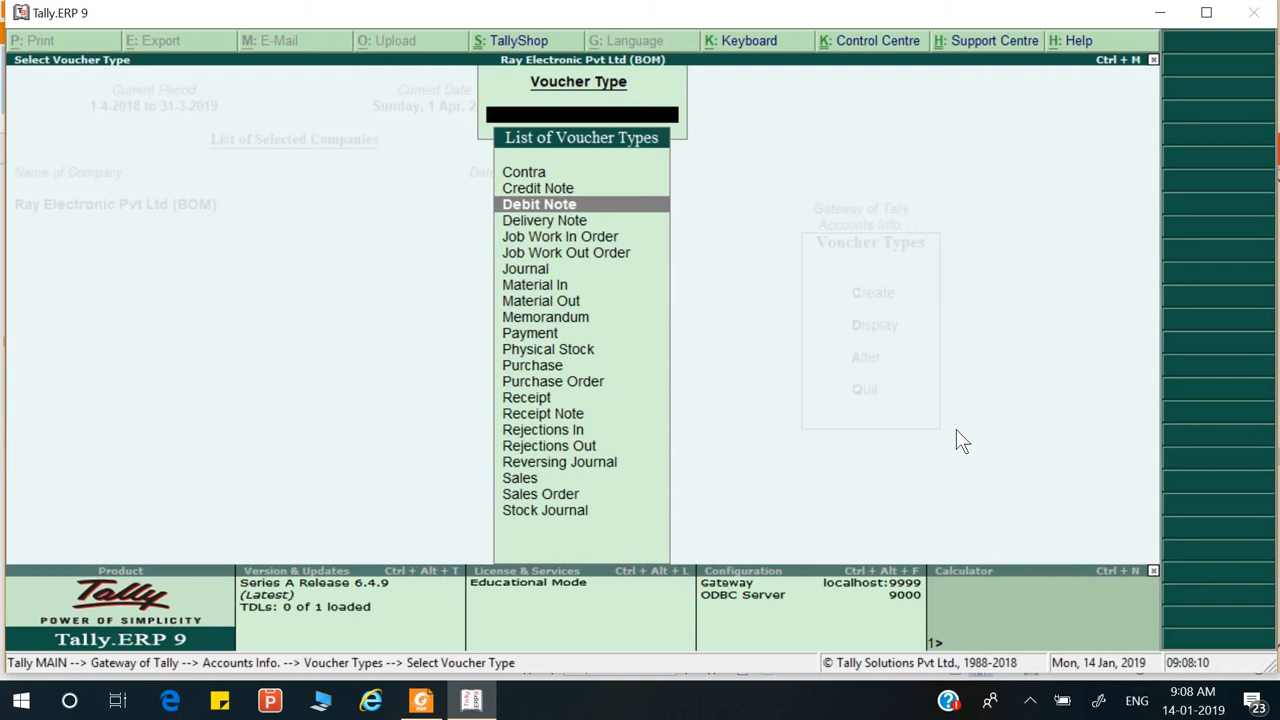 Tally.ERP 9
P: Print E: Export M: E-Mail O: Upload S: TallyShop G: Language K: Keyboard K: Control Centre H: Support Centre H: Help
Select Voucher Type Ray Electronic Pvt Ltd (BOM) Ctrl + M
Current Period Current Date
1-4-2018 to 31-3-2019 Sunday, 1 Apr, 2
List of Selected Companies
Name of Company Date
Ray Electronic Pvt Ltd (BOM)
Voucher Type
List of Voucher Types
Contra
Credit Note
Debit Note
Delivery Note
Job Work In Order
Job Work Out Order
Journal
Material In
Material Out
Memorandum
Payment
Physical Stock
Purchase
Purchase Order
Receipt
Receipt Note
Rejections In
Rejections Out
Reversing Journal
Sales
Sales Order
Stock Journal
Gateway of Tally ...
Accounts Info. ...
Voucher Types
Create
Display
Alter
Quit
Product
Tally
POWER OF SIMPLICITY
Tally.ERP 9
Version & Updates Ctrl + Alt + T
Series A Release 6.4.9
(Latest)
TDLs: 0 of 1 loaded
License & Services Ctrl + Alt + L
Educational Mode
Configuration Ctrl + Alt + F
Gateway localhost:9999
ODBC Server 9000
Calculator Ctrl + N
1>
Tally MAIN --> Gateway of Tally --> Accounts Info. --> Voucher Types --> Select Voucher Type © Tally Solutions Pvt Ltd., 1988-2018 Mon, 14 Jan, 2019 09:08:10
ENG 9:08 AM
14-01-2019 23